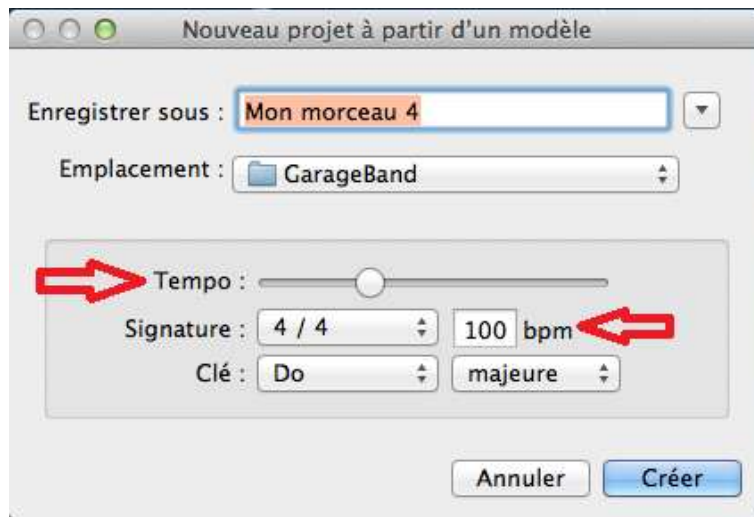 Nouveau projet à partir d'un modèle
Enregistrer sous : Mon morceau 4
Emplacement : GarageBand
Tempo :
Signature : 4 / 4 100 bpm
Clé : Do majeure
Annuler Créer